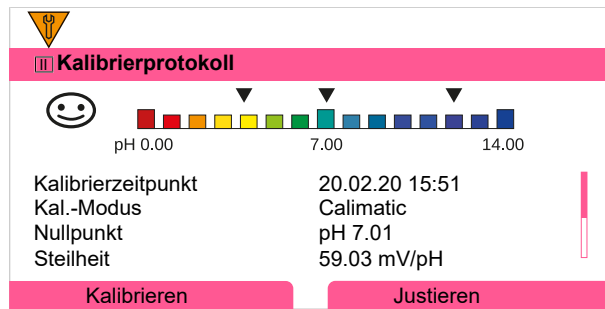 II Kalibrierprotokoll
pH 0.00 7.00 14.00
Kalibrierzeitpunkt 20.02.20 15:51
Kal.-Modus Calimatic
Nullpunkt pH 7.01
Steilheit 59.03 mV/pH
Kalibrieren Justieren